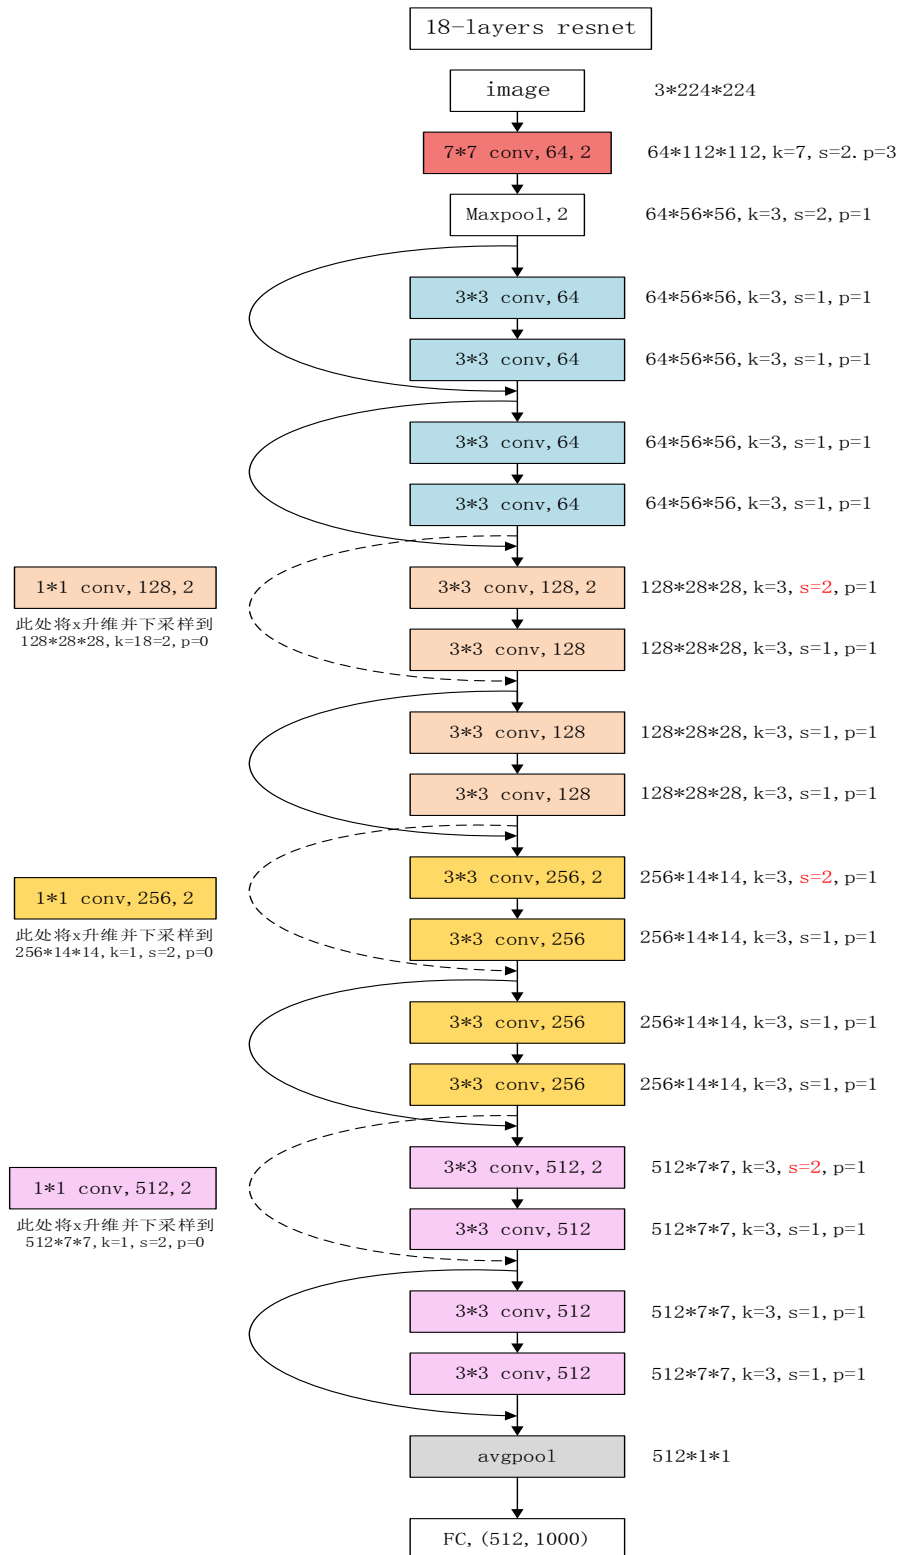 18-layers resnet
image
3*224*224
7*7 conv, 64, 2
64*112*112, k=7, s=2. p=3
Maxpool, 2
64*56*56, k=3, s=2, p=1
3*3 conv, 64
64*56*56, k=3, s=1, p=1
3*3 conv, 64
64*56*56, k=3, s=1, p=1
3*3 conv, 64
64*56*56, k=3, s=1, p=1
3*3 conv, 64
64*56*56, k=3, s=1, p=1
1*1 conv, 128, 2
此处将x升维并下采样到
128*28*28, k=18=2, p=0
3*3 conv, 128, 2
128*28*28, k=3, s=2, p=1
3*3 conv, 128
128*28*28, k=3, s=1, p=1
3*3 conv, 128
128*28*28, k=3, s=1, p=1
3*3 conv, 128
128*28*28, k=3, s=1, p=1
1*1 conv, 256, 2
此处将x升维并下采样到
256*14*14, k=1, s=2, p=0
3*3 conv, 256, 2
256*14*14, k=3, s=2, p=1
3*3 conv, 256
256*14*14, k=3, s=1, p=1
3*3 conv, 256
256*14*14, k=3, s=1, p=1
3*3 conv, 256
256*14*14, k=3, s=1, p=1
1*1 conv, 512, 2
此处将x升维并下采样到
512*7*7, k=1, s=2, p=0
3*3 conv, 512, 2
512*7*7, k=3, s=2, p=1
3*3 conv, 512
512*7*7, k=3, s=1, p=1
3*3 conv, 512
512*7*7, k=3, s=1, p=1
3*3 conv, 512
512*7*7, k=3, s=1, p=1
avgpool
512*1*1
FC, (512, 1000)